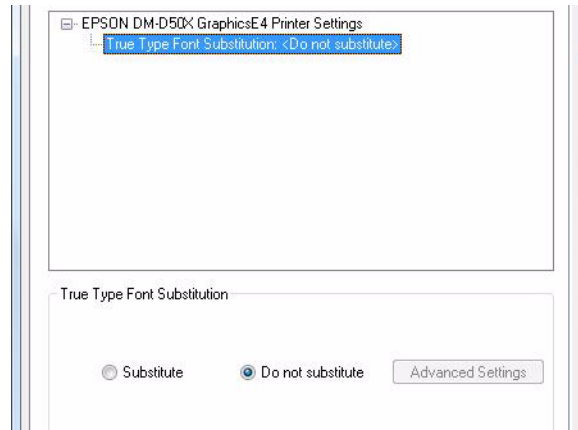 EPSON DM-D50X GraphicsE4 Printer Settings
True Type Font Substitution: <Do not substitute>
True Type Font Substitution
Substitute Do not substitute Advanced Settings